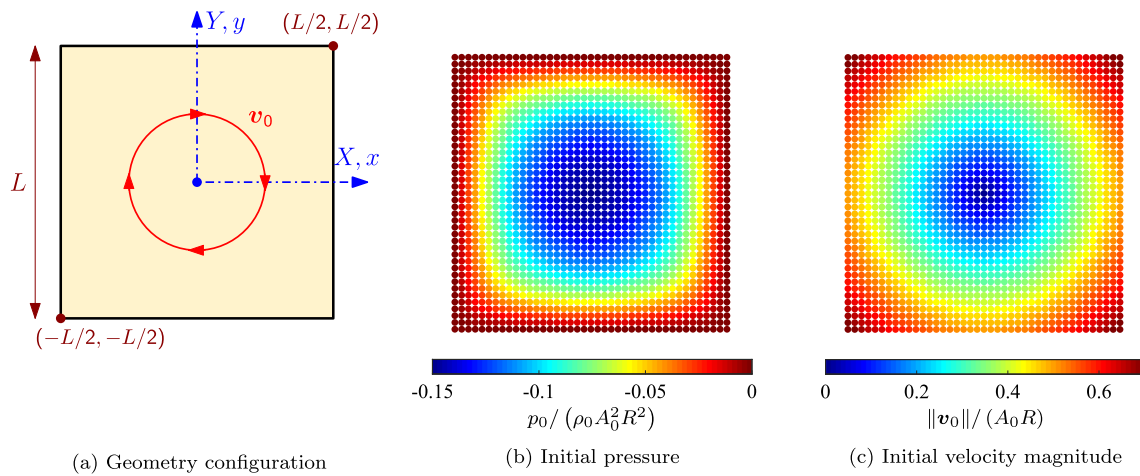 Y, y
(L/2, L/2)
v₀
X, x
L
(−L/2, −L/2)
(a) Geometry configuration
-0.15 -0.1 -0.05 0
p₀/ (ρ₀A₀²R²)
(b) Initial pressure
0 0.2 0.4 0.6
‖v₀‖/ (A₀R)
(c) Initial velocity magnitude